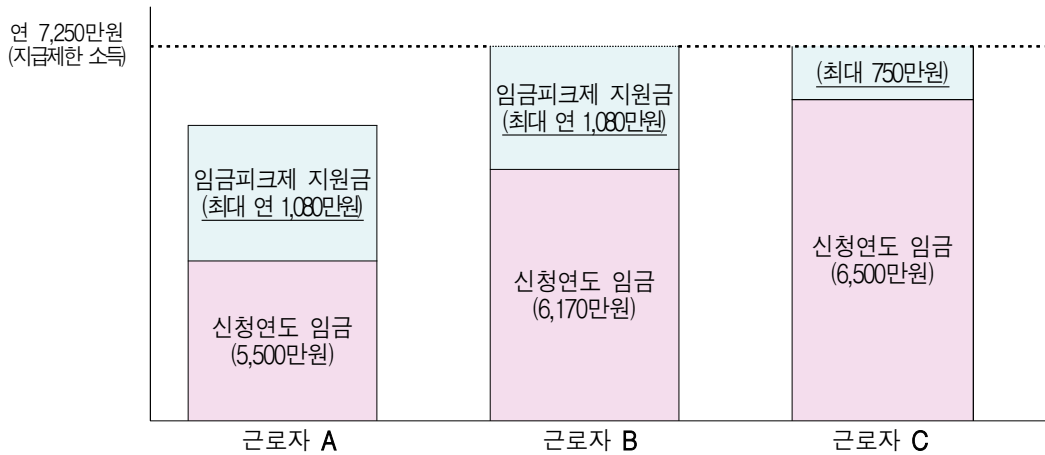 연 7,250만원
(지급제한 소득)
임금피크제 지원금
(최대 연 1,080만원)
신청연도 임금
(5,500만원)
임금피크제 지원금
(최대 연 1,080만원)
신청연도 임금
(6,170만원)
(최대 750만원)
신청연도 임금
(6,500만원)
근로자 A
근로자 B
근로자 C